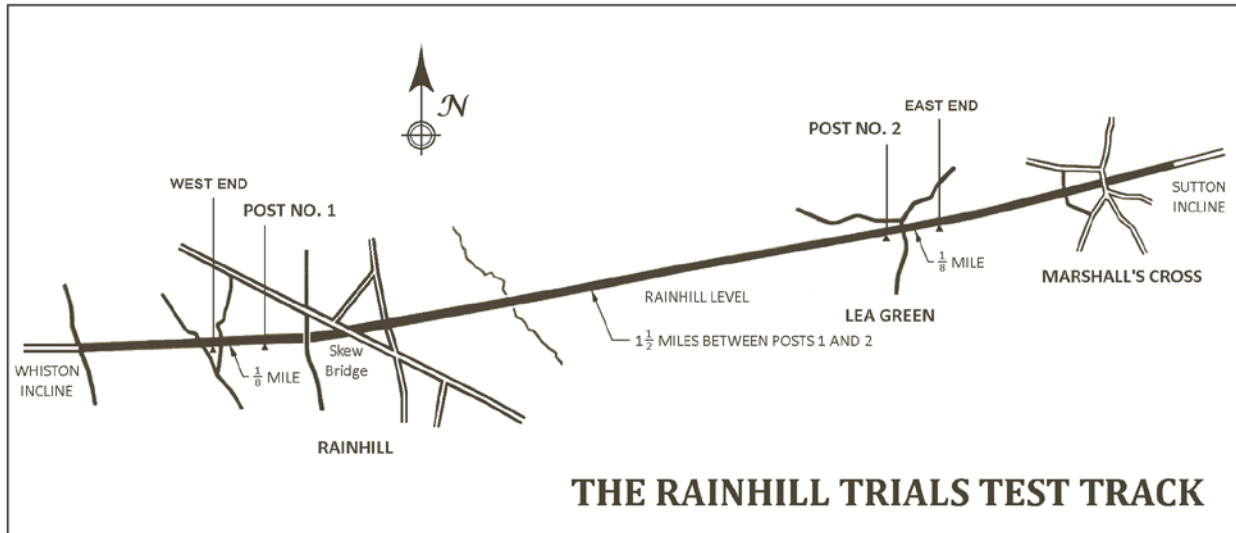 N
EAST END
POST NO. 2
WEST END
POST NO. 1
SUTTON
INCLINE
1/8 MILE
MARSHALL'S CROSS
RAINHILL LEVEL
LEA GREEN
1 1/2 MILES BETWEEN POSTS 1 AND 2
Skew
Bridge
WHISTON
INCLINE
1/8 MILE
RAINHILL
THE RAINHILL TRIALS TEST TRACK